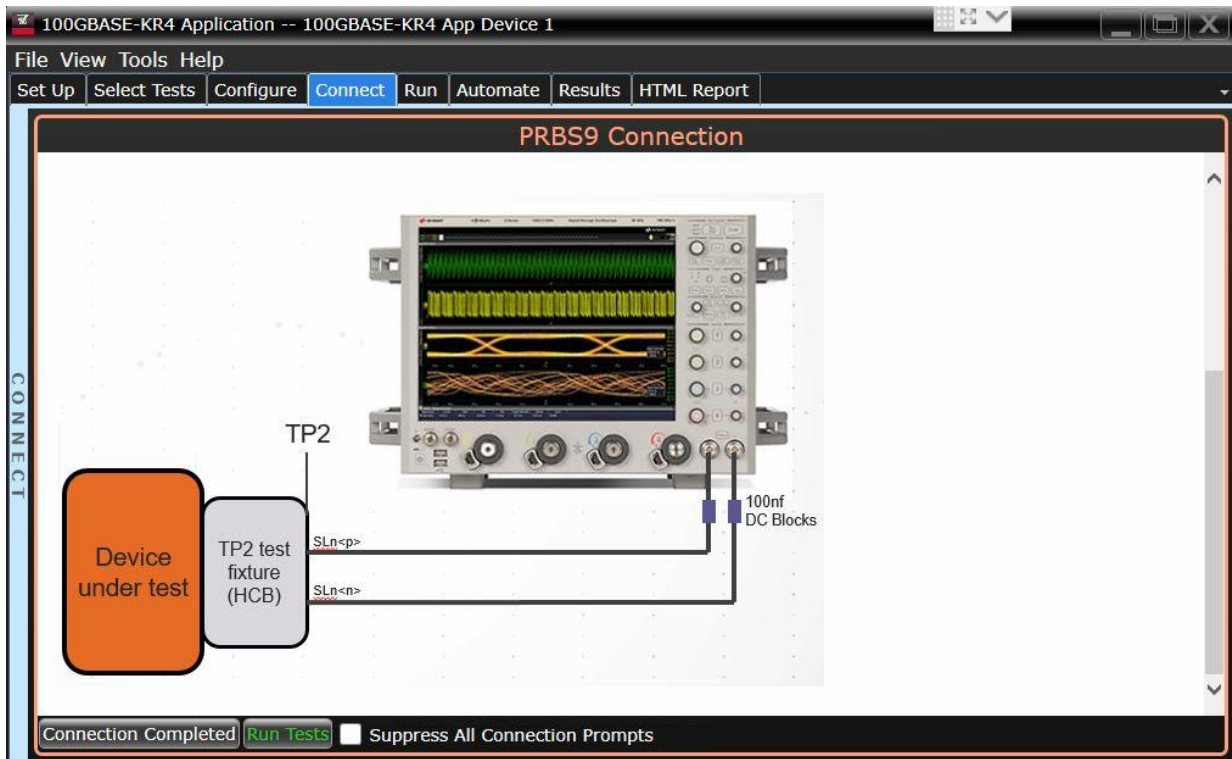 100GBASE-KR4 Application -- 100GBASE-KR4 App Device 1
File View Tools Help
Set Up Select Tests Configure Connect Run Automate Results HTML Report
PRBS9 Connection
CONNECT
TP2
100nf
DC Blocks
Device
under test
TP2 test
fixture
(HCB)
SLn<p>
SLn<n>
Connection Completed Run Tests Suppress All Connection Prompts